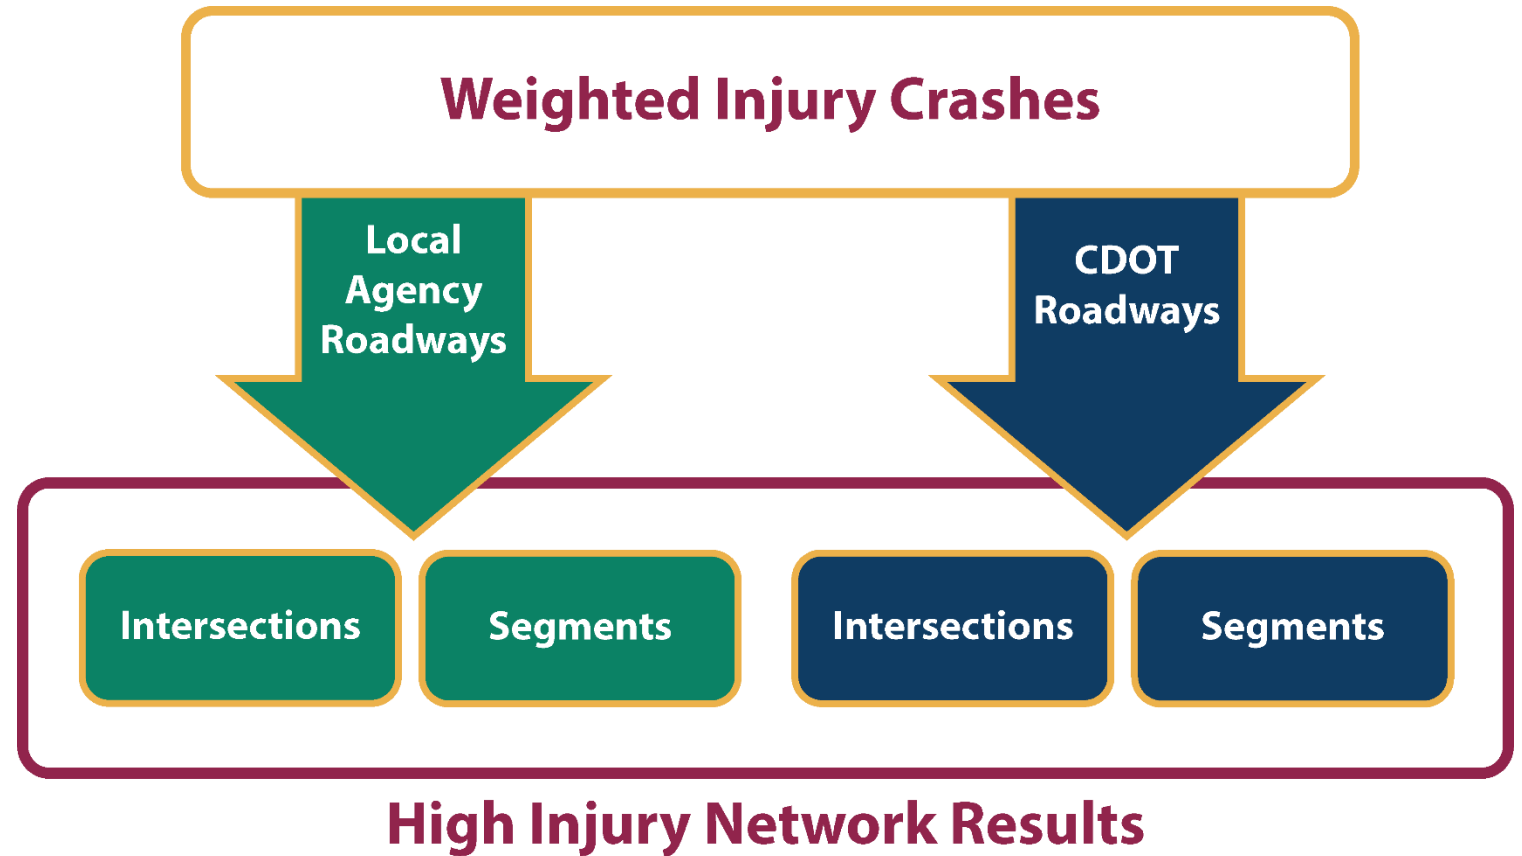 Weighted Injury Crashes
Local
Agency
Roadways
CDOT
Roadways
Intersections
Segments
Intersections
Segments
High Injury Network Results